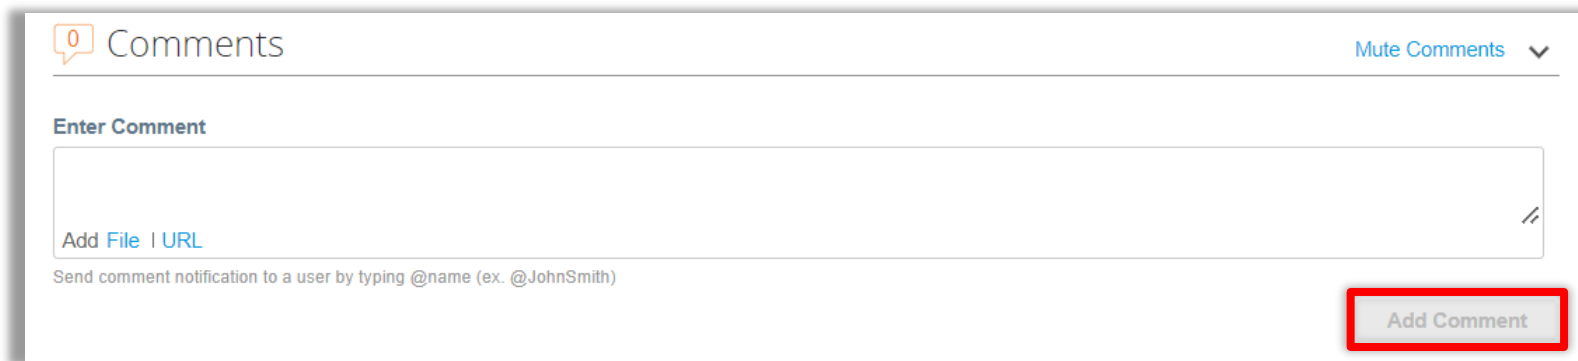 0 Comments
Mute Comments
Enter Comment
Add File | URL
Send comment notification to a user by typing @name (ex. @JohnSmith)
Add Comment